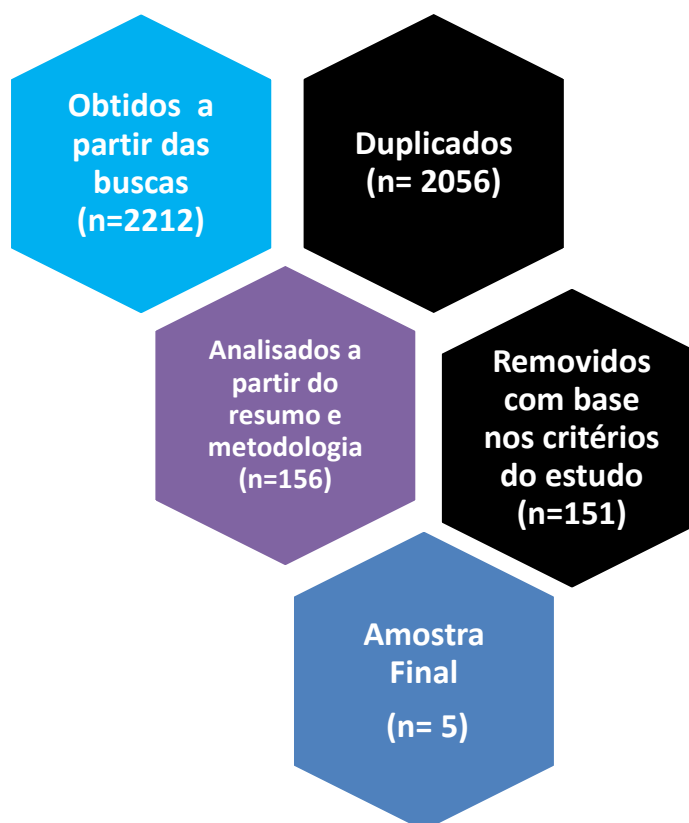 Obtidos a
partir das
buscas
(n=2212)
Duplicados
(n= 2056)
Analisados a
partir do
resumo e
metodologia
(n=156)
Removidos
com base
nos critérios
do estudo
(n=151)
Amostra
Final
(n= 5)